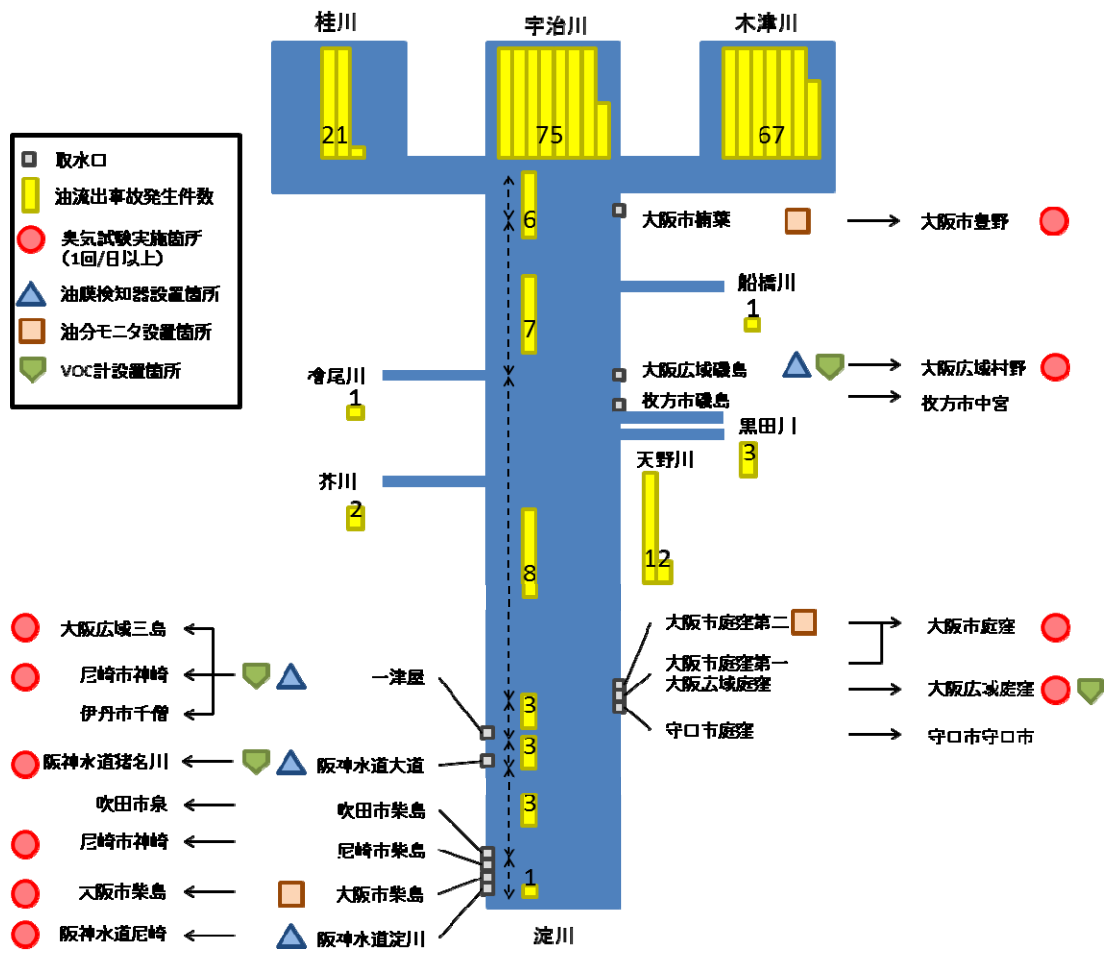 桂川
宇治川
木津川
21
75
67
取水口
油流出事故発生件数
臭気試験実施箇所
(1回/日以上)
油膜検知器設置箇所
油分モニタ設置箇所
VOC計設置箇所
6
大阪市楠葉
大阪市豊野
船橋川
1
7
檜尾川
1
大阪広域磯島
大阪広域村野
枚方市磯島
枚方市中宮
黒田川
3
天野川
12
芥川
2
8
大阪広域三島
尼崎市神崎
伊丹市千僧
一津屋
大阪市庭窪第二
大阪市庭窪第一
大阪広域庭窪
守口市庭窪
大阪市庭窪
大阪広域庭窪
守口市守口市
3
3
阪神水道猪名川
阪神水道大道
3
吹田市泉
吹田市柴島
尼崎市神崎
尼崎市柴島
1
大阪市柴島
大阪市柴島
阪神水道尼崎
阪神水道淀川
淀川